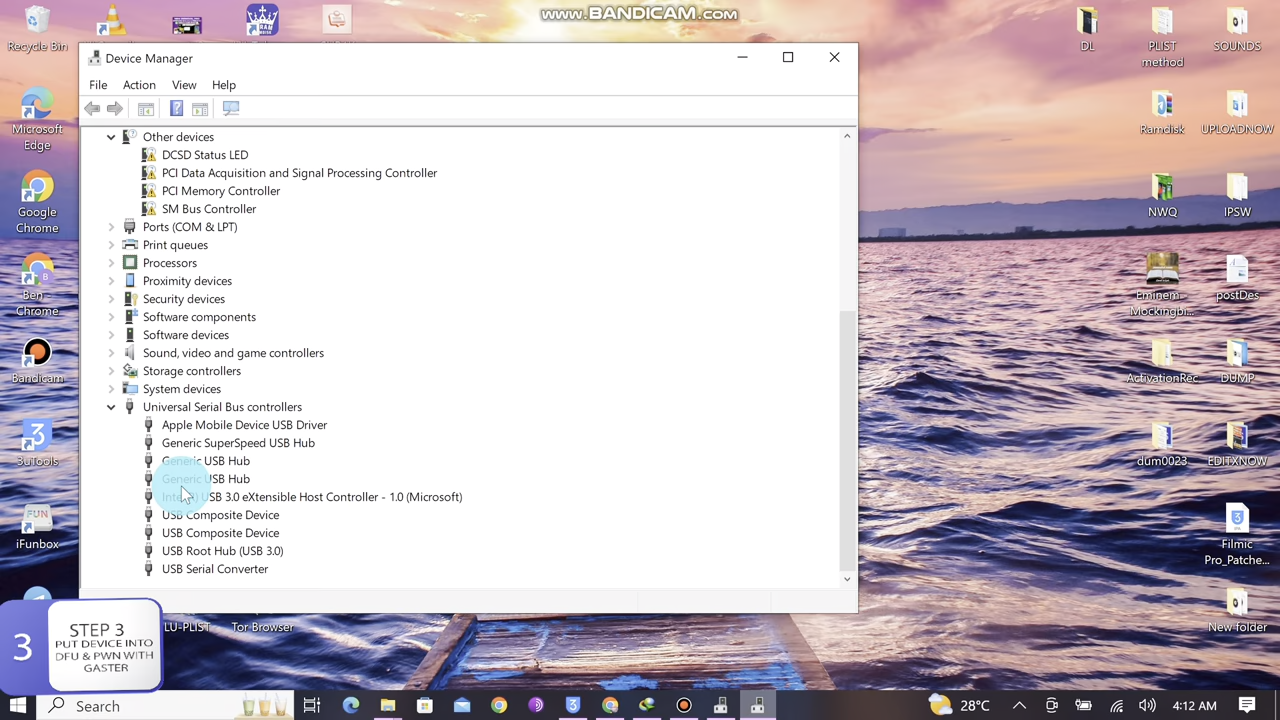 www.BANDICAM.com
Recycle Bin
Microsoft
Edge
Google
Chrome
Ben -
Chrome
Bandicam
3uTools
iFunbox
Device Manager
File Action View Help
Other devices
DCSD Status LED
PCI Data Acquisition and Signal Processing Controller
PCI Memory Controller
SM Bus Controller
Ports (COM & LPT)
Print queues
Processors
Proximity devices
Security devices
Software components
Software devices
Sound, video and game controllers
Storage controllers
System devices
Universal Serial Bus controllers
Apple Mobile Device USB Driver
Generic SuperSpeed USB Hub
Generic USB Hub
Generic USB Hub
Intel(R) USB 3.0 eXtensible Host Controller - 1.0 (Microsoft)
USB Composite Device
USB Composite Device
USB Root Hub (USB 3.0)
USB Serial Converter
DL
PLIST
method
SOUNDS
Ramdisk
UPLOADNOW
NWQ
IPSW
Eminem -
Mockingbi...
postDes
ActivationRec...
DUMP
dum0023
EDITXNOW
Filmic
Pro_Patche...
New folder
LU-PLIST
Tor Browser
3
STEP 3
PUT DEVICE INTO
DFU & PWN WITH
GASTER
Search
28°C
4:12 AM